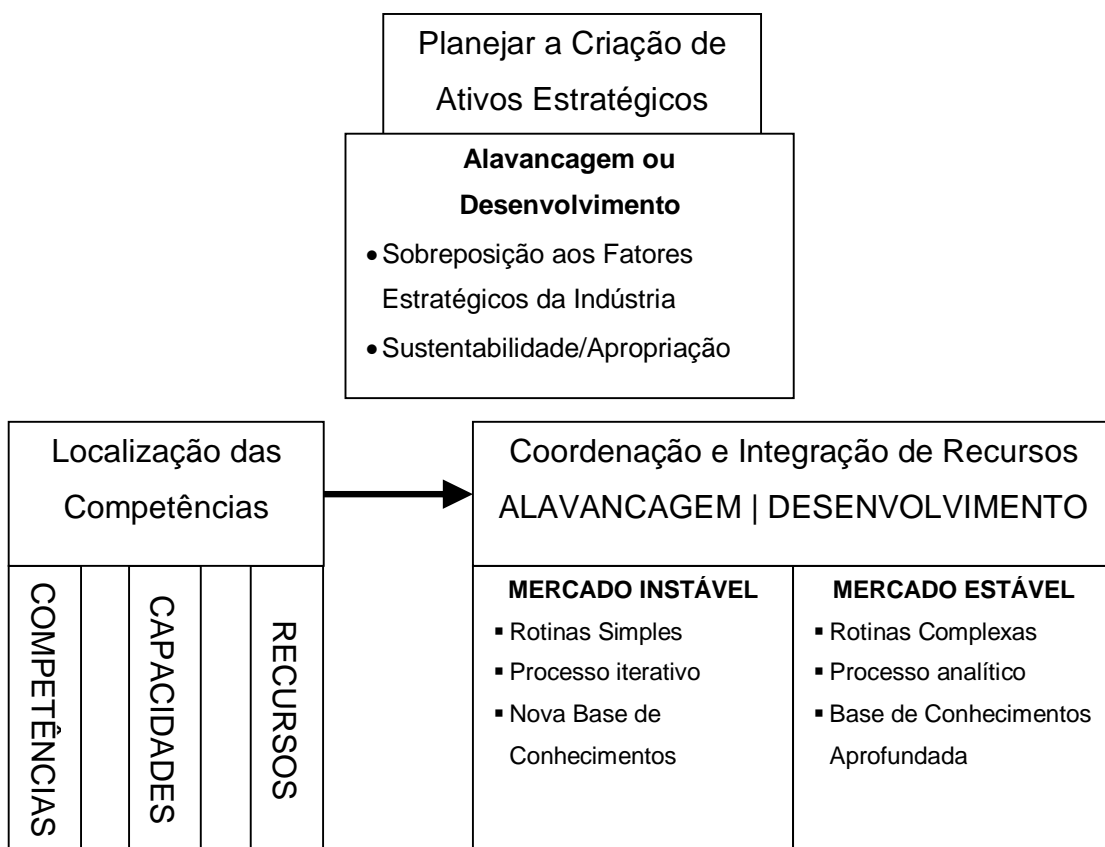 Planejar a Criação de
Ativos Estratégicos
Alavancagem ou
Desenvolvimento
• Sobreposição aos Fatores
Estratégicos da Indústria
• Sustentabilidade/Apropriação
Localização das
Competências
COMPETÊNCIAS
CAPACIDADES
RECURSOS
Coordenação e Integração de Recursos
ALAVANCAGEM | DESENVOLVIMENTO
MERCADO INSTÁVEL
▪ Rotinas Simples
▪ Processo iterativo
▪ Nova Base de
Conhecimentos
MERCADO ESTÁVEL
▪ Rotinas Complexas
▪ Processo analítico
▪ Base de Conhecimentos
Aprofundada